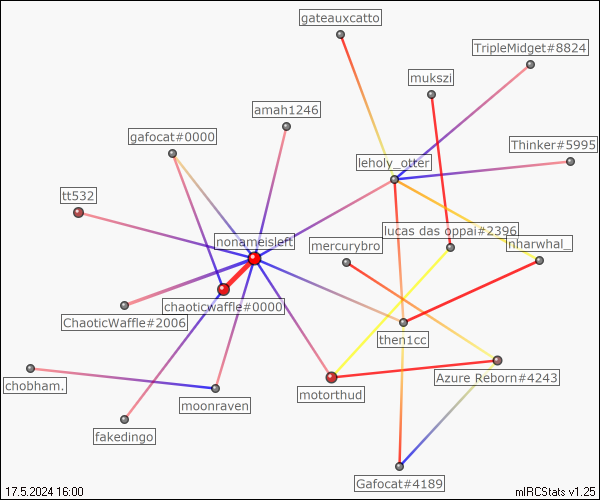 gateauxcatto
TripleMidget#8824
mukszi
amah1246
gafocat#0000
Thinker#5995
leholy_otter
tt532
lucas das oppai#2396
nonameisleft
mercurybro
nharwhal_
chaoticwaffle#0000
ChaoticWaffle#2006
then1cc
Azure Reborn#4243
chobham.
motorthud
moonraven
fakedingo
Gafocat#4189
17.5.2024 16:00
mIRCStats v1.25